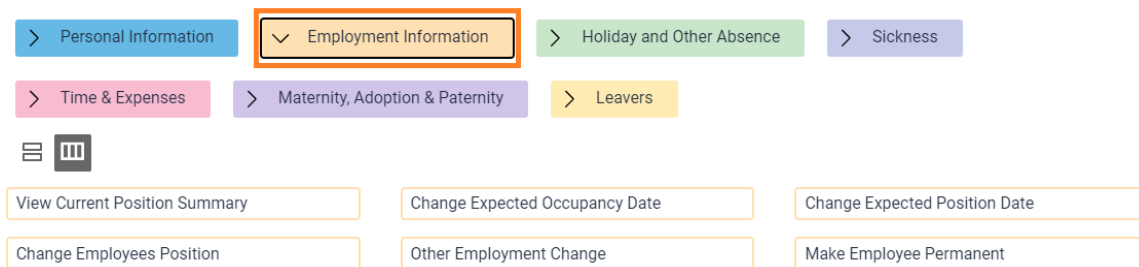 Personal Information
Employment Information
Holiday and Other Absence
Sickness
Time & Expenses
Maternity, Adoption & Paternity
Leavers
View Current Position Summary
Change Expected Occupancy Date
Change Expected Position Date
Change Employees Position
Other Employment Change
Make Employee Permanent